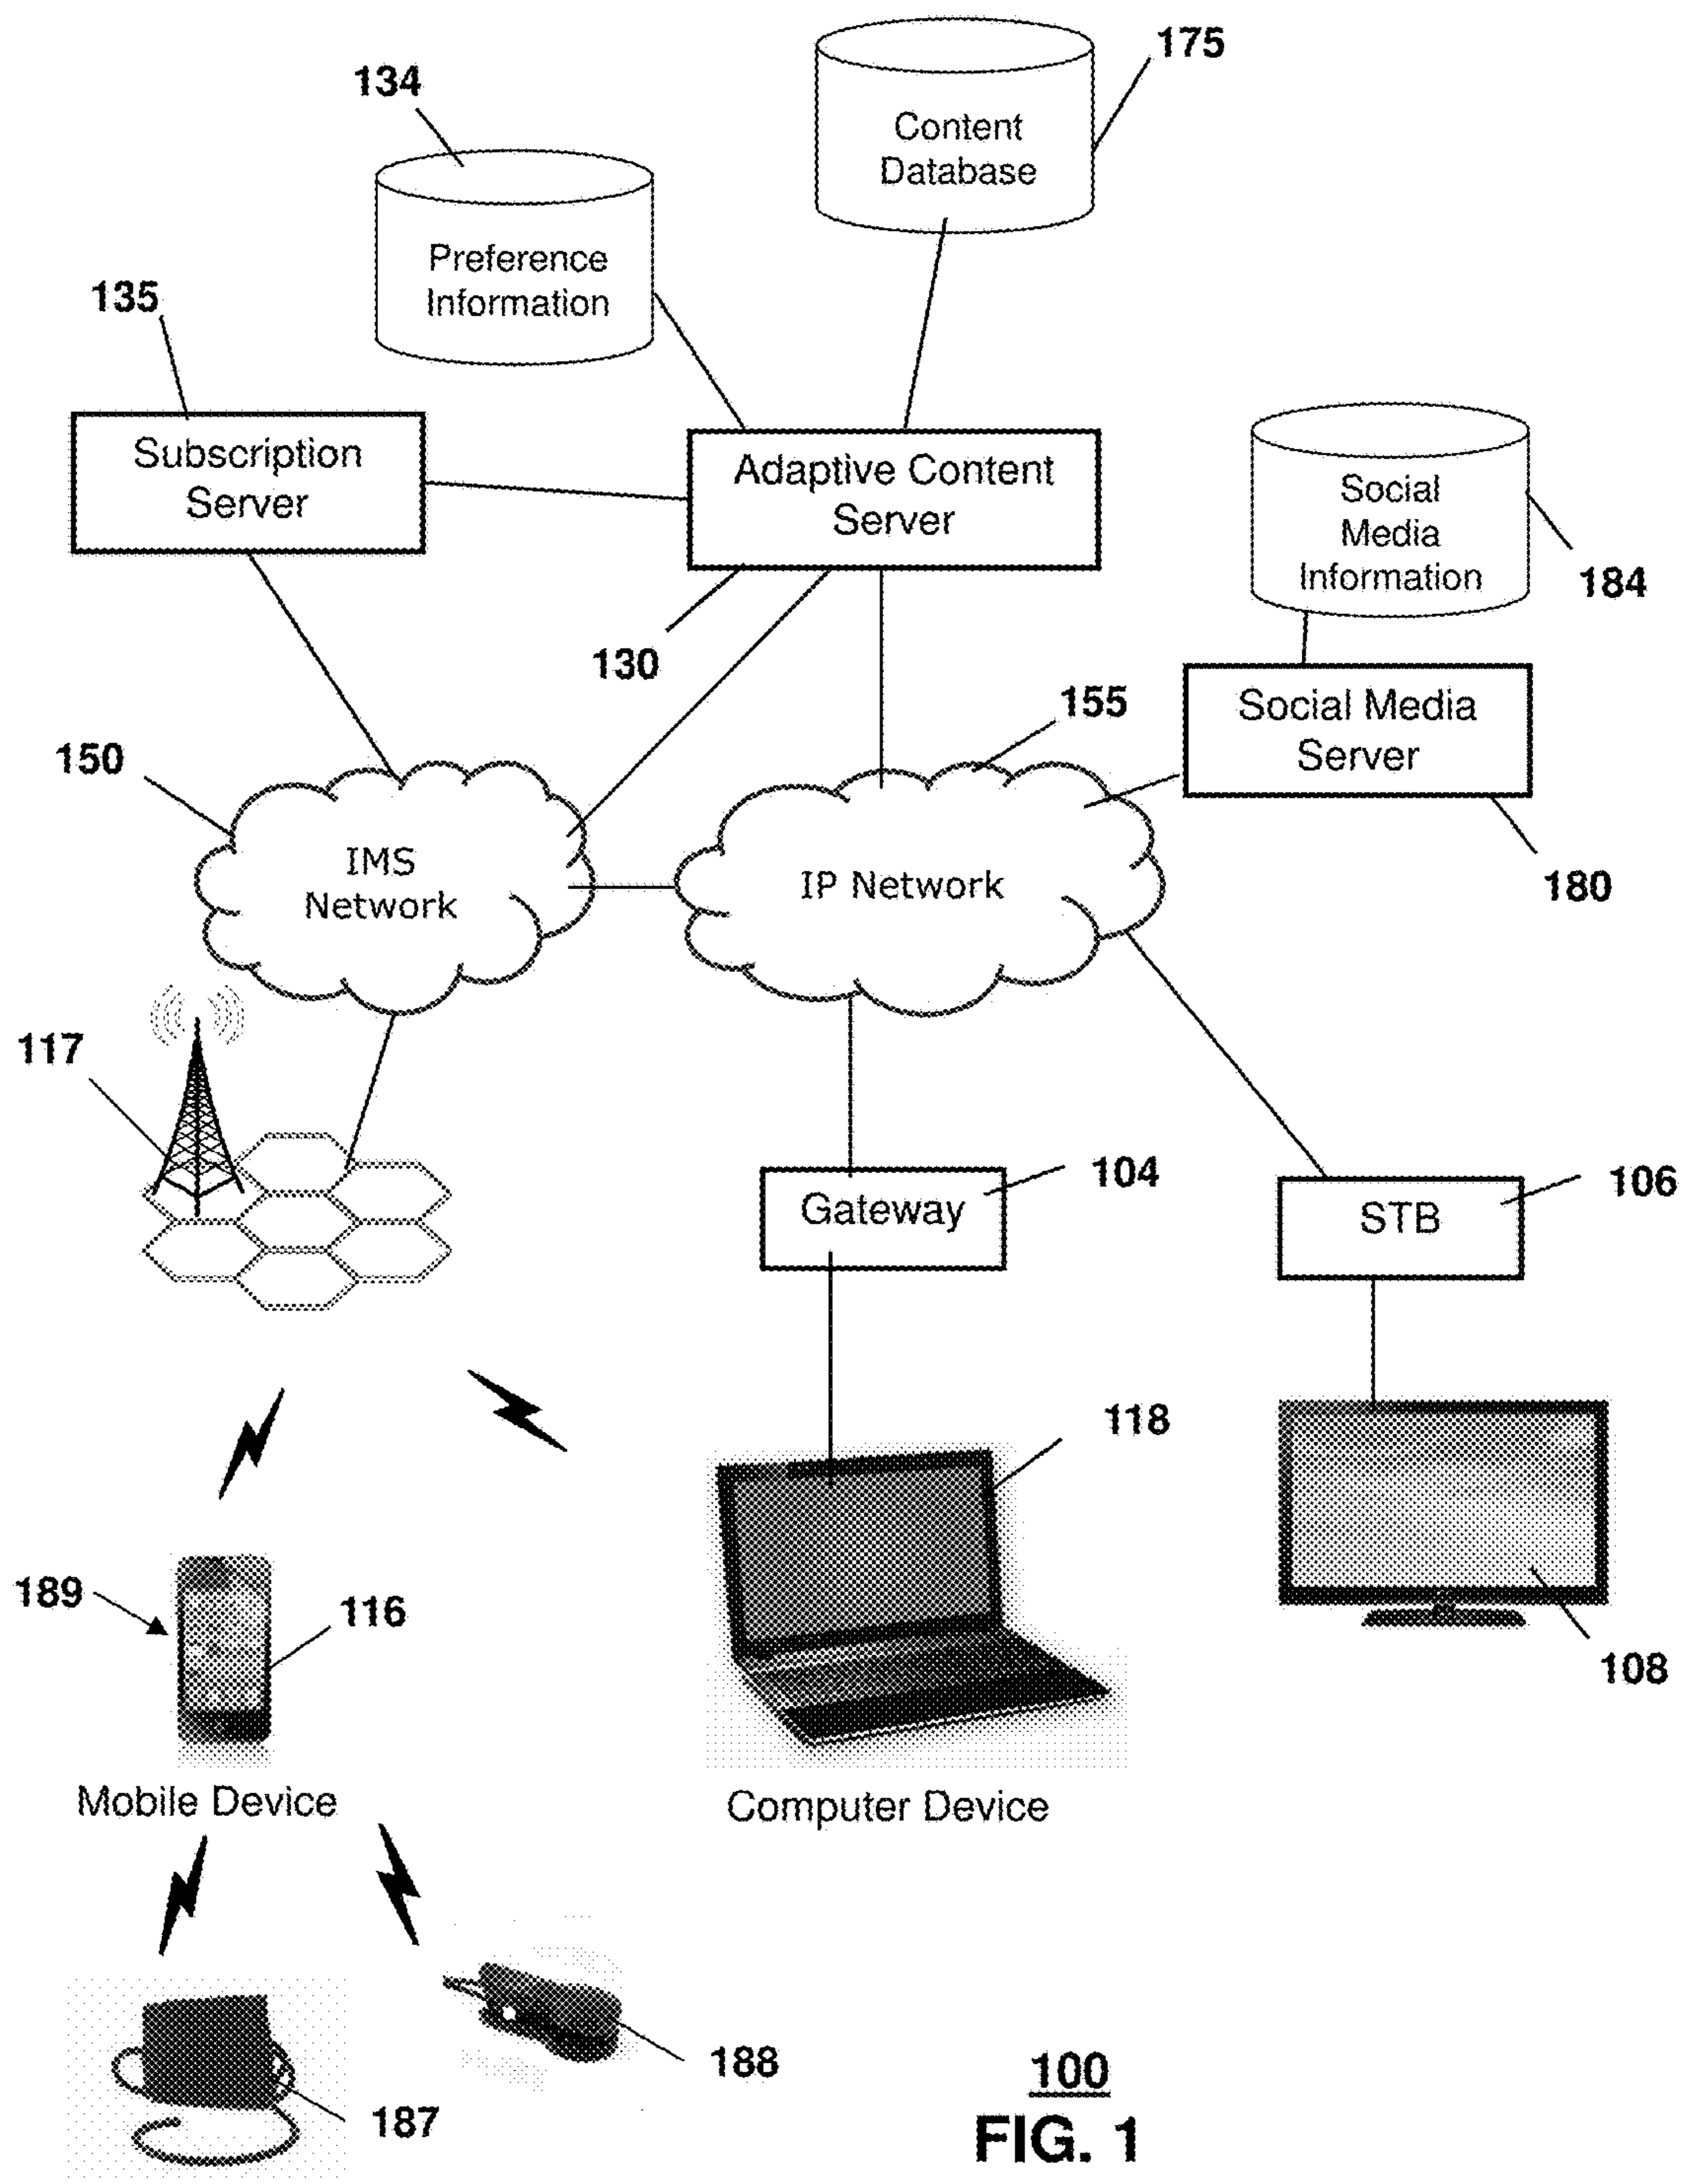 175
134
Content
Database
Preference
Information
135
Subscription
Server
Adaptive Content
Server
Social
Media
Information
184
130
155
Social Media
Server
150
IMS
Network
IP Network
180
117
104
Gateway
106
STB
118
189
116
108
Mobile Device
Computer Device
188
187
100
FIG. 1